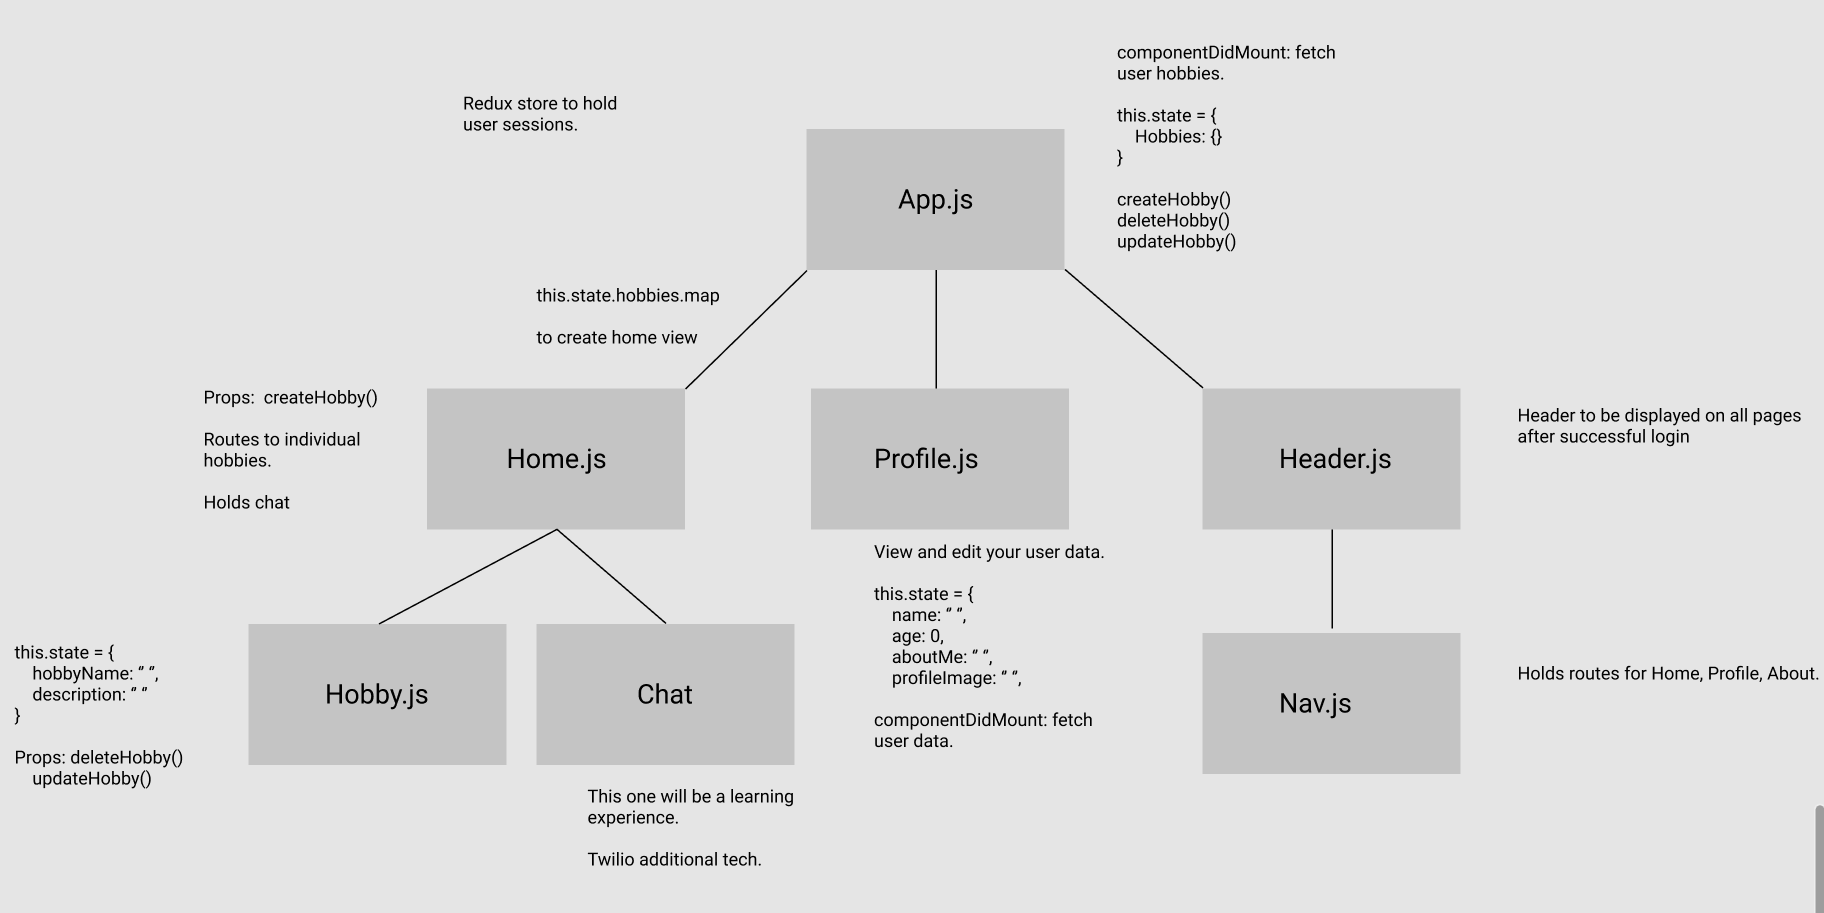 componentDidMount: fetch
user hobbies.
this.state = {
Hobbies: {}
}
createHobby()
deleteHobby()
updateHobby()
Redux store to hold
user sessions.
App.js
this.state.hobbies.map
to create home view
Props:  createHobby()
Routes to individual
hobbies.
Holds chat
Home.js
Profile.js
Header.js
Header to be displayed on all pages
after successful login
View and edit your user data.
this.state = {
name: “ “,
age: 0,
aboutMe: “ “,
profileImage: “ “,
componentDidMount: fetch
user data.
this.state = {
hobbyName: “ “,
description: “ “
}
Props: deleteHobby()
updateHobby()
Hobby.js
Chat
Nav.js
Holds routes for Home, Profile, About.
This one will be a learning
experience.
Twilio additional tech.